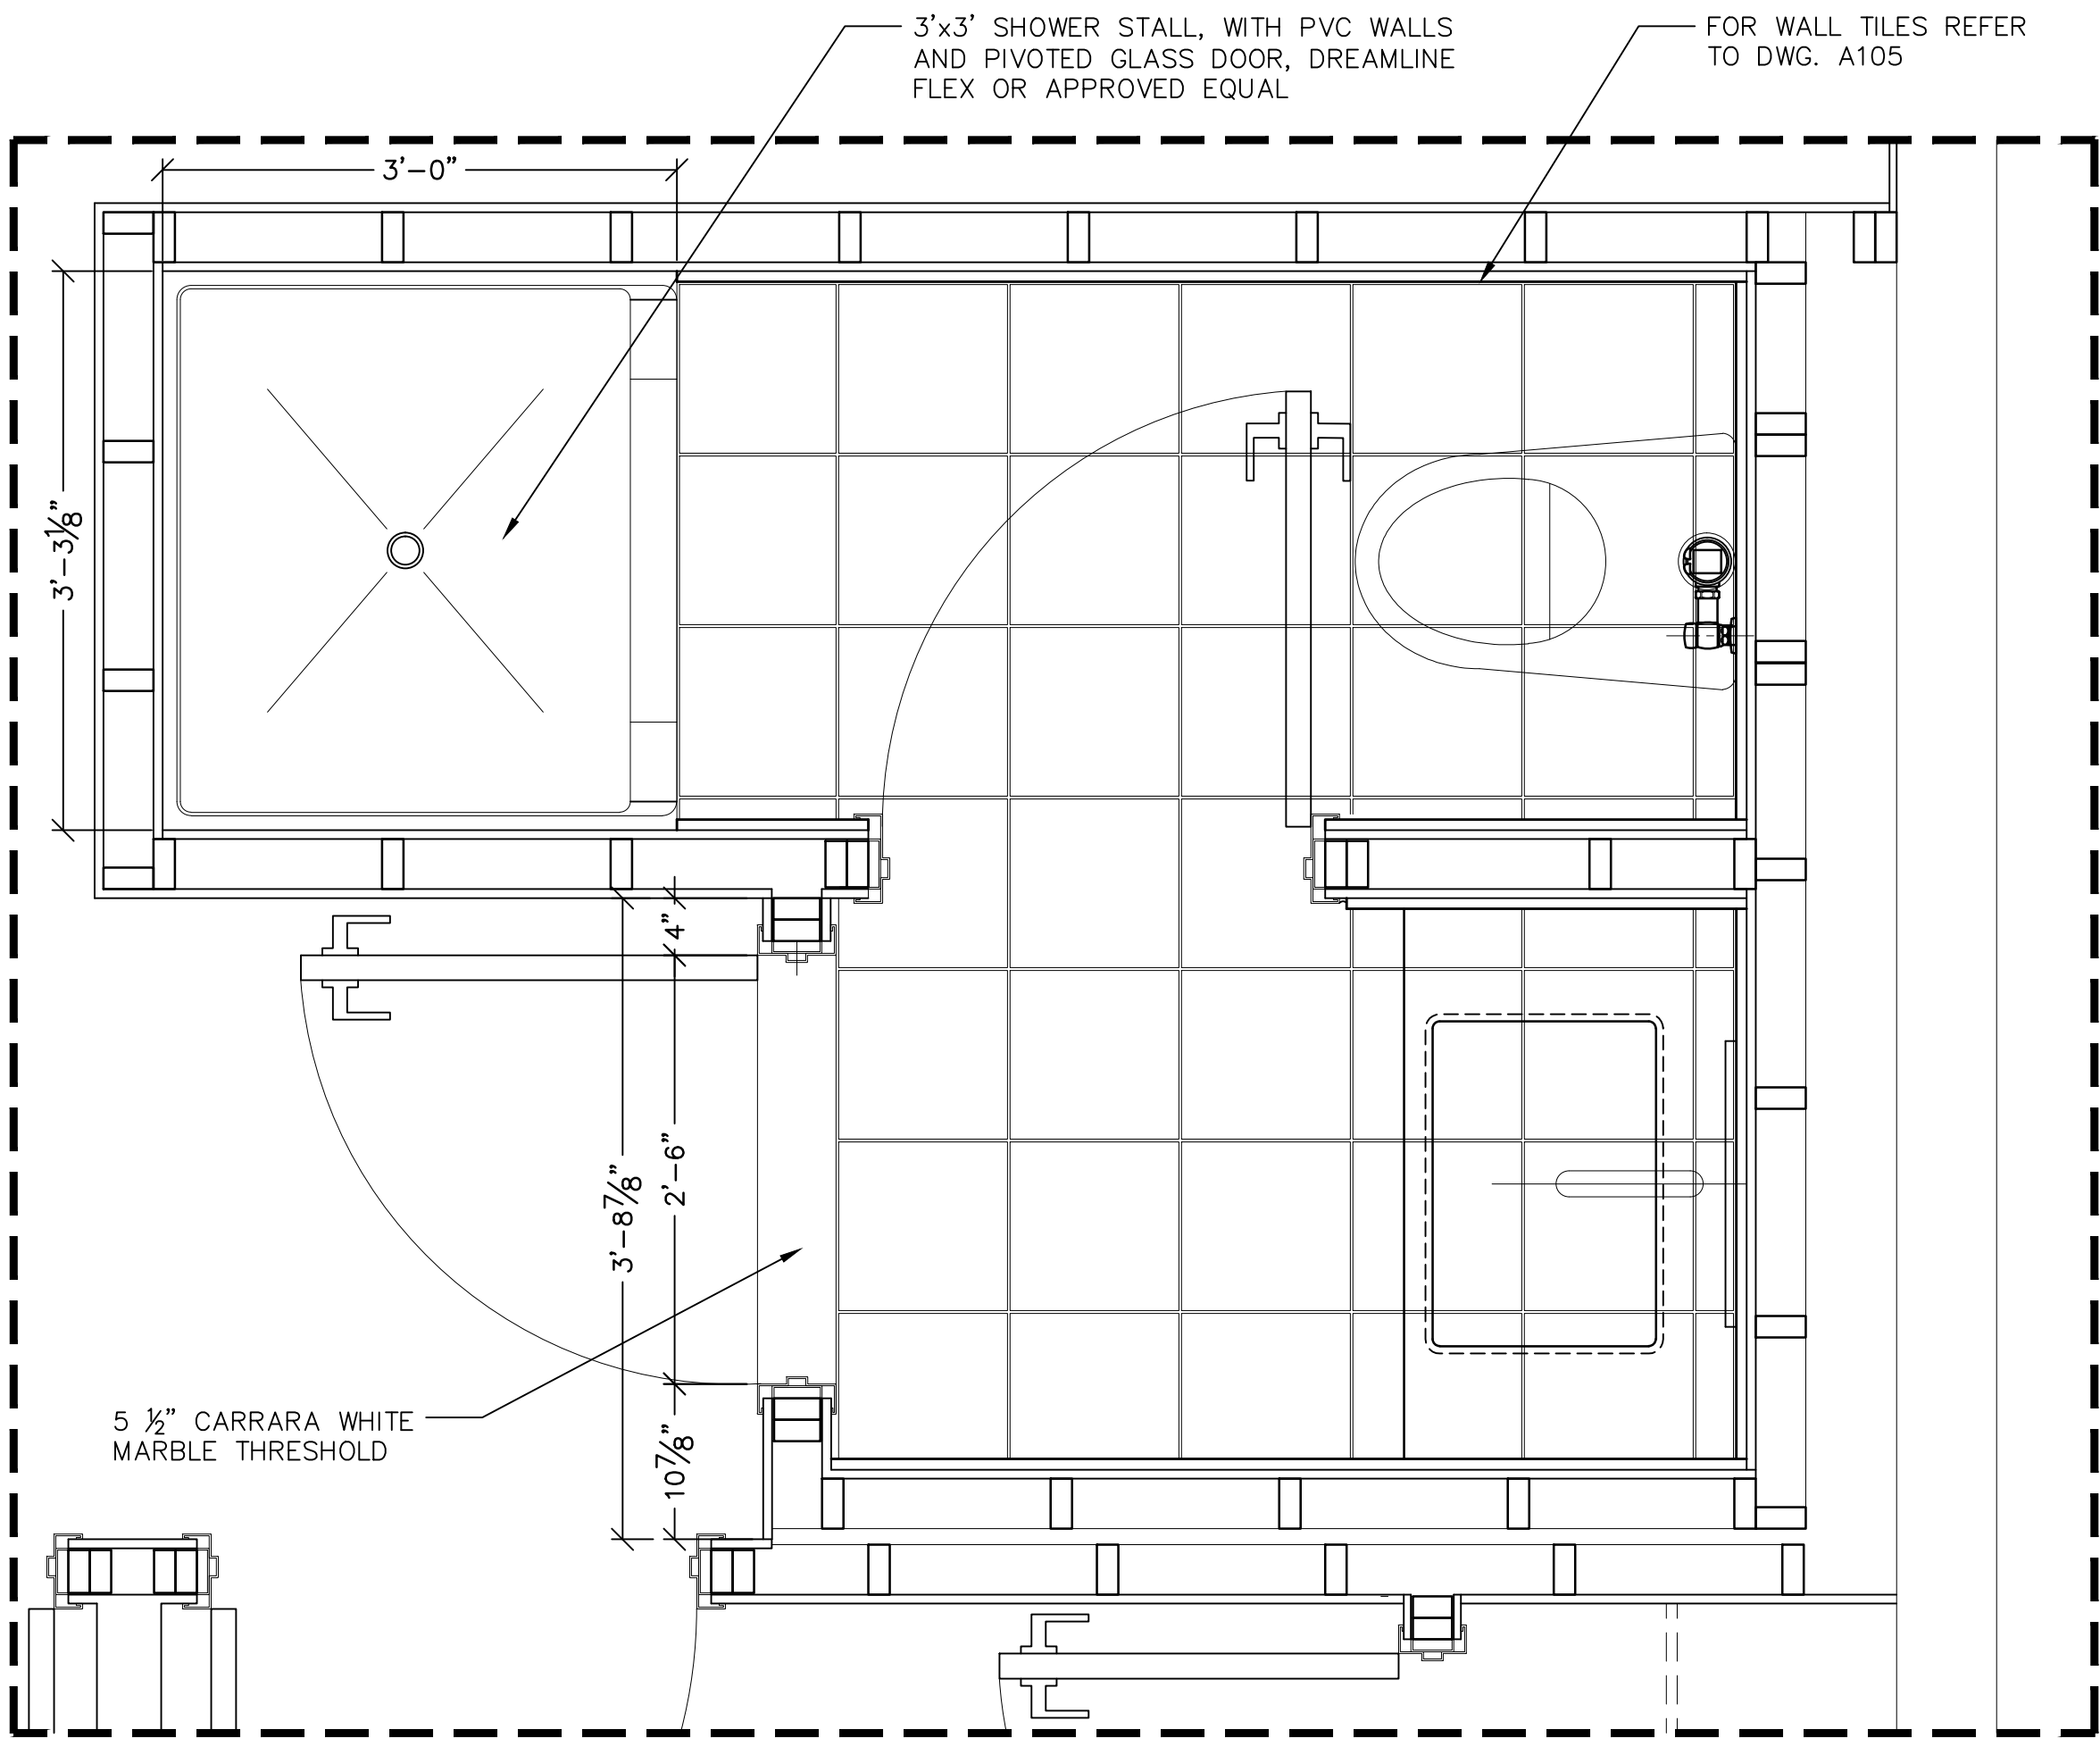 3'x3' SHOWER STALL, WITH PVC WALLS
AND PIVOTED GLASS DOOR, DREAMLINE
FLEX OR APPROVED EQUAL
FOR WALL TILES REFER
TO DWG. A105
3'-0"
3'-3⅛"
4"
2'-6"
3'-8⅞"
10⅞"
5 ½" CARRARA WHITE
MARBLE THRESHOLD